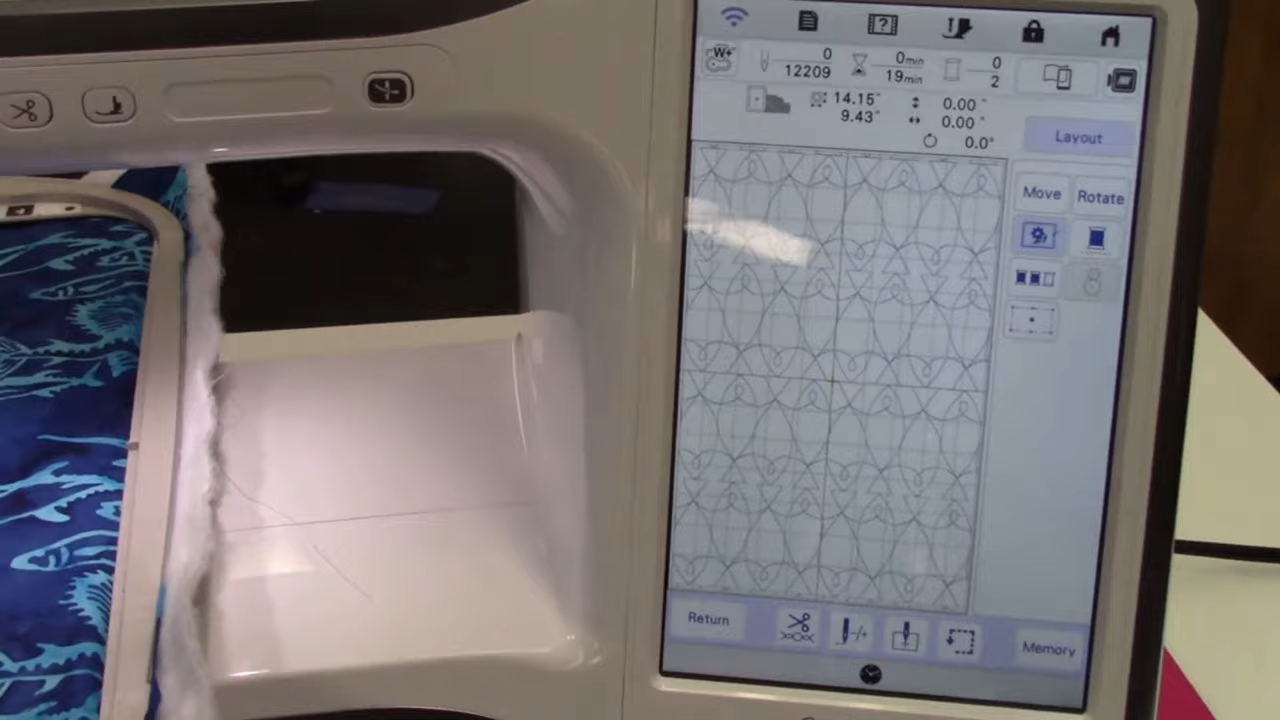 W+
0
12209
0min
19min
0
2
14.15"
9.43"
0.00 "
0.00 "
0.0°
Layout
Move
Rotate
Return
Memory